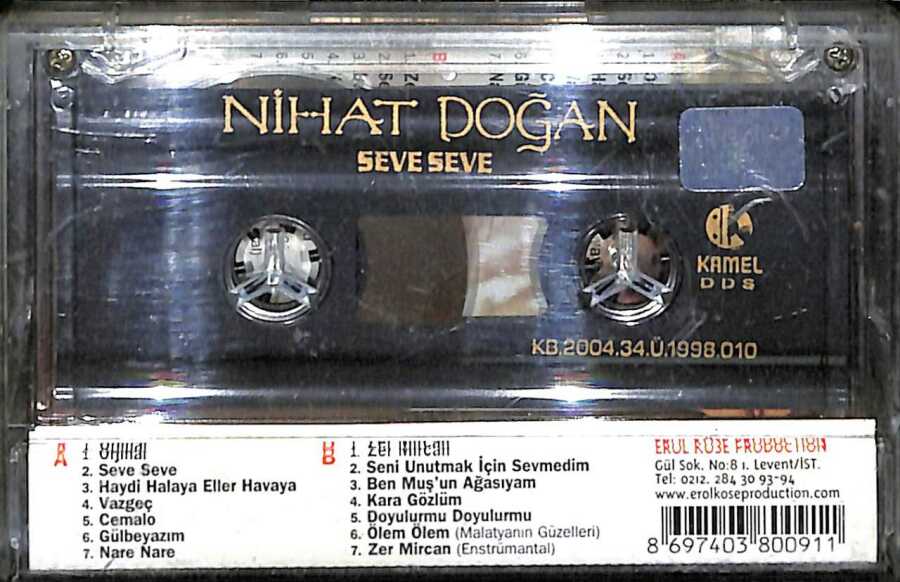 NİHAT DOĞAN
SEVE SEVE
KAMEL
DDS
KB.2004.34.Ü.1998.010
A
2. Seve Seve
3. Haydi Halaya Eller Havaya
4. Vazgeç
5. Cemalo
6. Gülbeyazım
7. Nare Nare
B
2. Seni Unutmak İçin Sevmedim
3. Ben Muş'un Ağasıyam
4. Kara Gözlüm
5. Doyulurmu Doyulurmu
6. Ölem Ölem (Malatyanın Güzelleri)
7. Zer Mircan (Enstrümantal)
EROL KÖSE PRODUCTION
Gül Sok. No:8 1. Levent/İST.
Tel: 0212. 284 30 93-94
www.erolkoseproduction.com
8 697403 800911